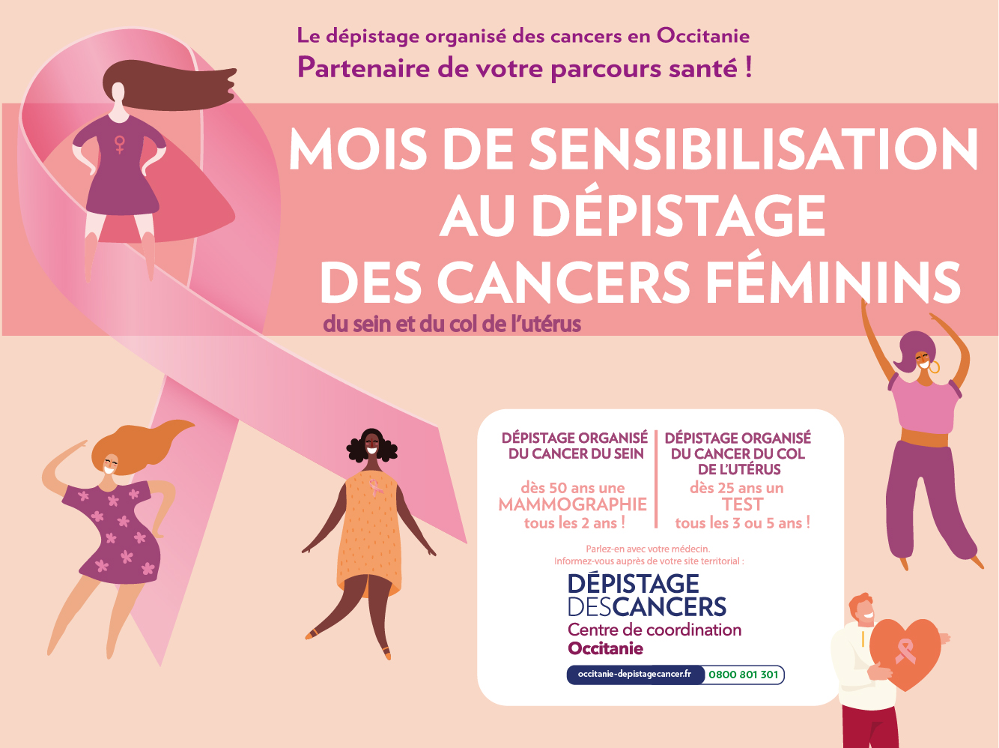 Le dépistage organisé des cancers en Occitanie
Partenaire de votre parcours santé !
MOIS DE SENSIBILISATION
AU DÉPISTAGE
DES CANCERS FÉMININS
du sein et du col de l'utérus
DÉPISTAGE ORGANISÉ
DU CANCER DU SEIN
dès 50 ans une
MAMMOGRAPHIE
tous les 2 ans !
DÉPISTAGE ORGANISÉ
DU CANCER DU COL
DE L'UTÉRUS
dès 25 ans un
TEST
tous les 3 ou 5 ans !
Parlez-en avec votre médecin.
Informez-vous auprès de votre site territorial :
DÉPISTAGE
DESCANCERS
Centre de coordination
Occitanie
occitanie-depistagecancer.fr 0800 801 301